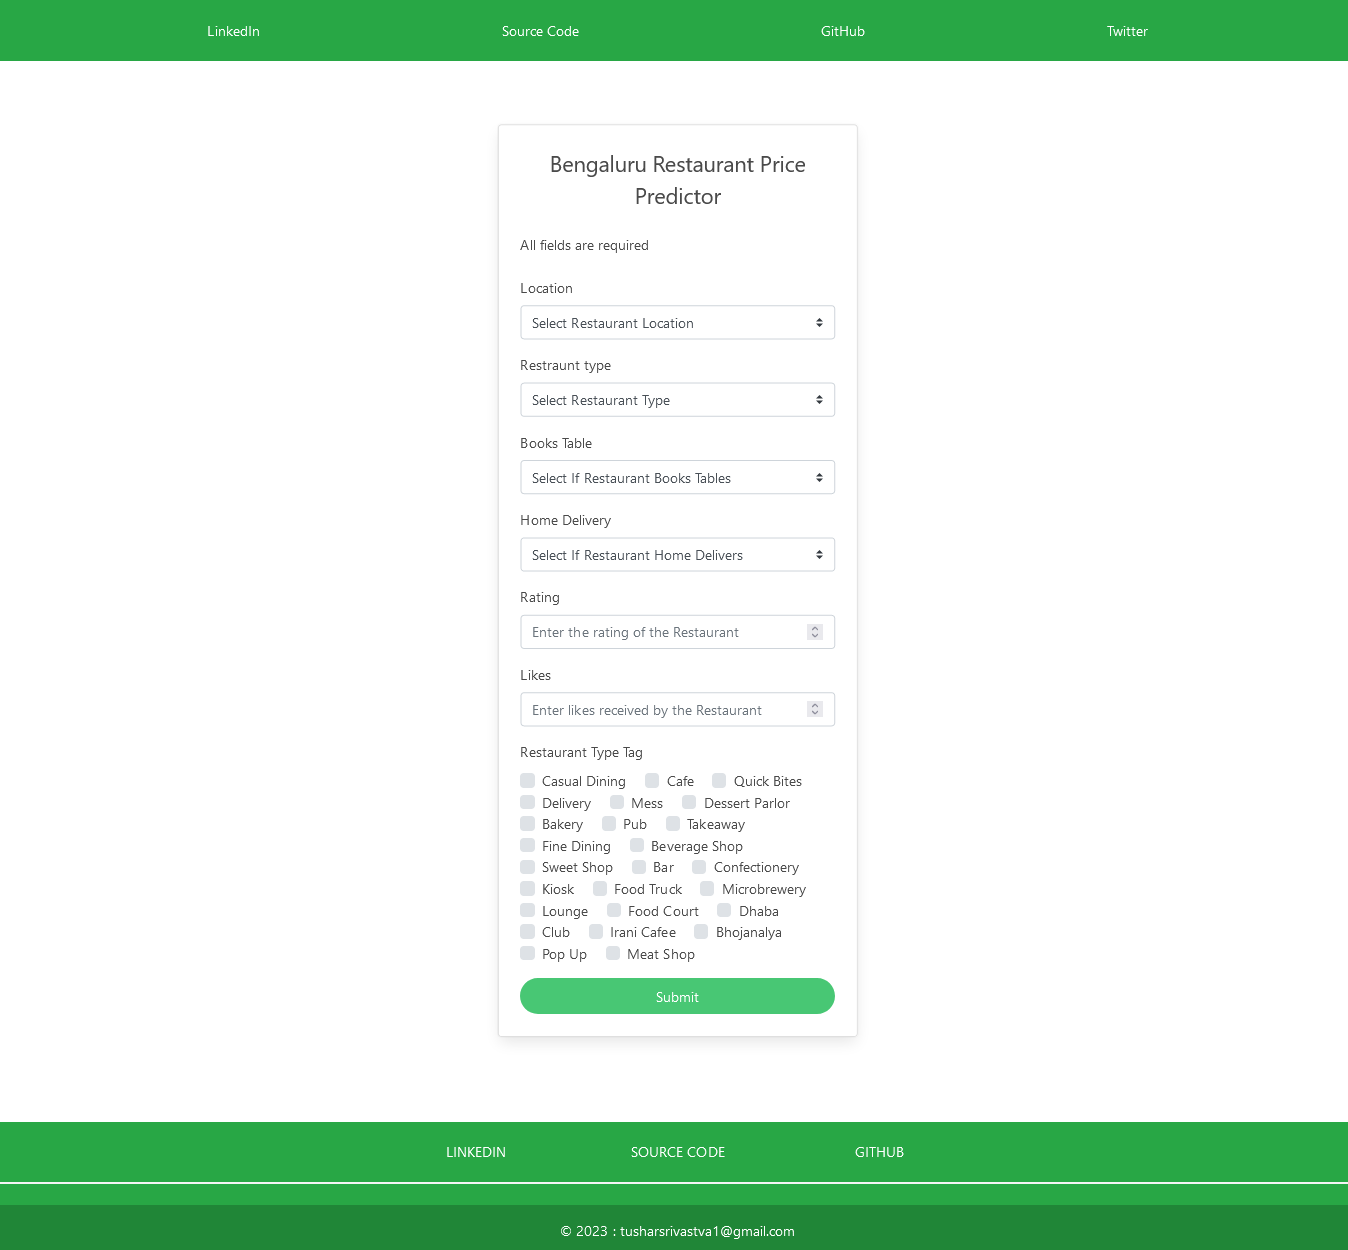 LinkedIn Source Code GitHub Twitter
Bengaluru Restaurant Price
Predictor
All fields are required
Location
Select Restaurant Location
Restraunt type
Select Restaurant Type
Books Table
Select If Restaurant Books Tables
Home Delivery
Select If Restaurant Home Delivers
Rating
Enter the rating of the Restaurant
Likes
Enter likes received by the Restaurant
Restaurant Type Tag
Casual Dining Cafe Quick Bites
Delivery Mess Dessert Parlor
Bakery Pub Takeaway
Fine Dining Beverage Shop
Sweet Shop Bar Confectionery
Kiosk Food Truck Microbrewery
Lounge Food Court Dhaba
Club Irani Cafee Bhojanalya
Pop Up Meat Shop
Submit
LINKEDIN SOURCE CODE GITHUB
© 2023 : tusharsrivastva1@gmail.com